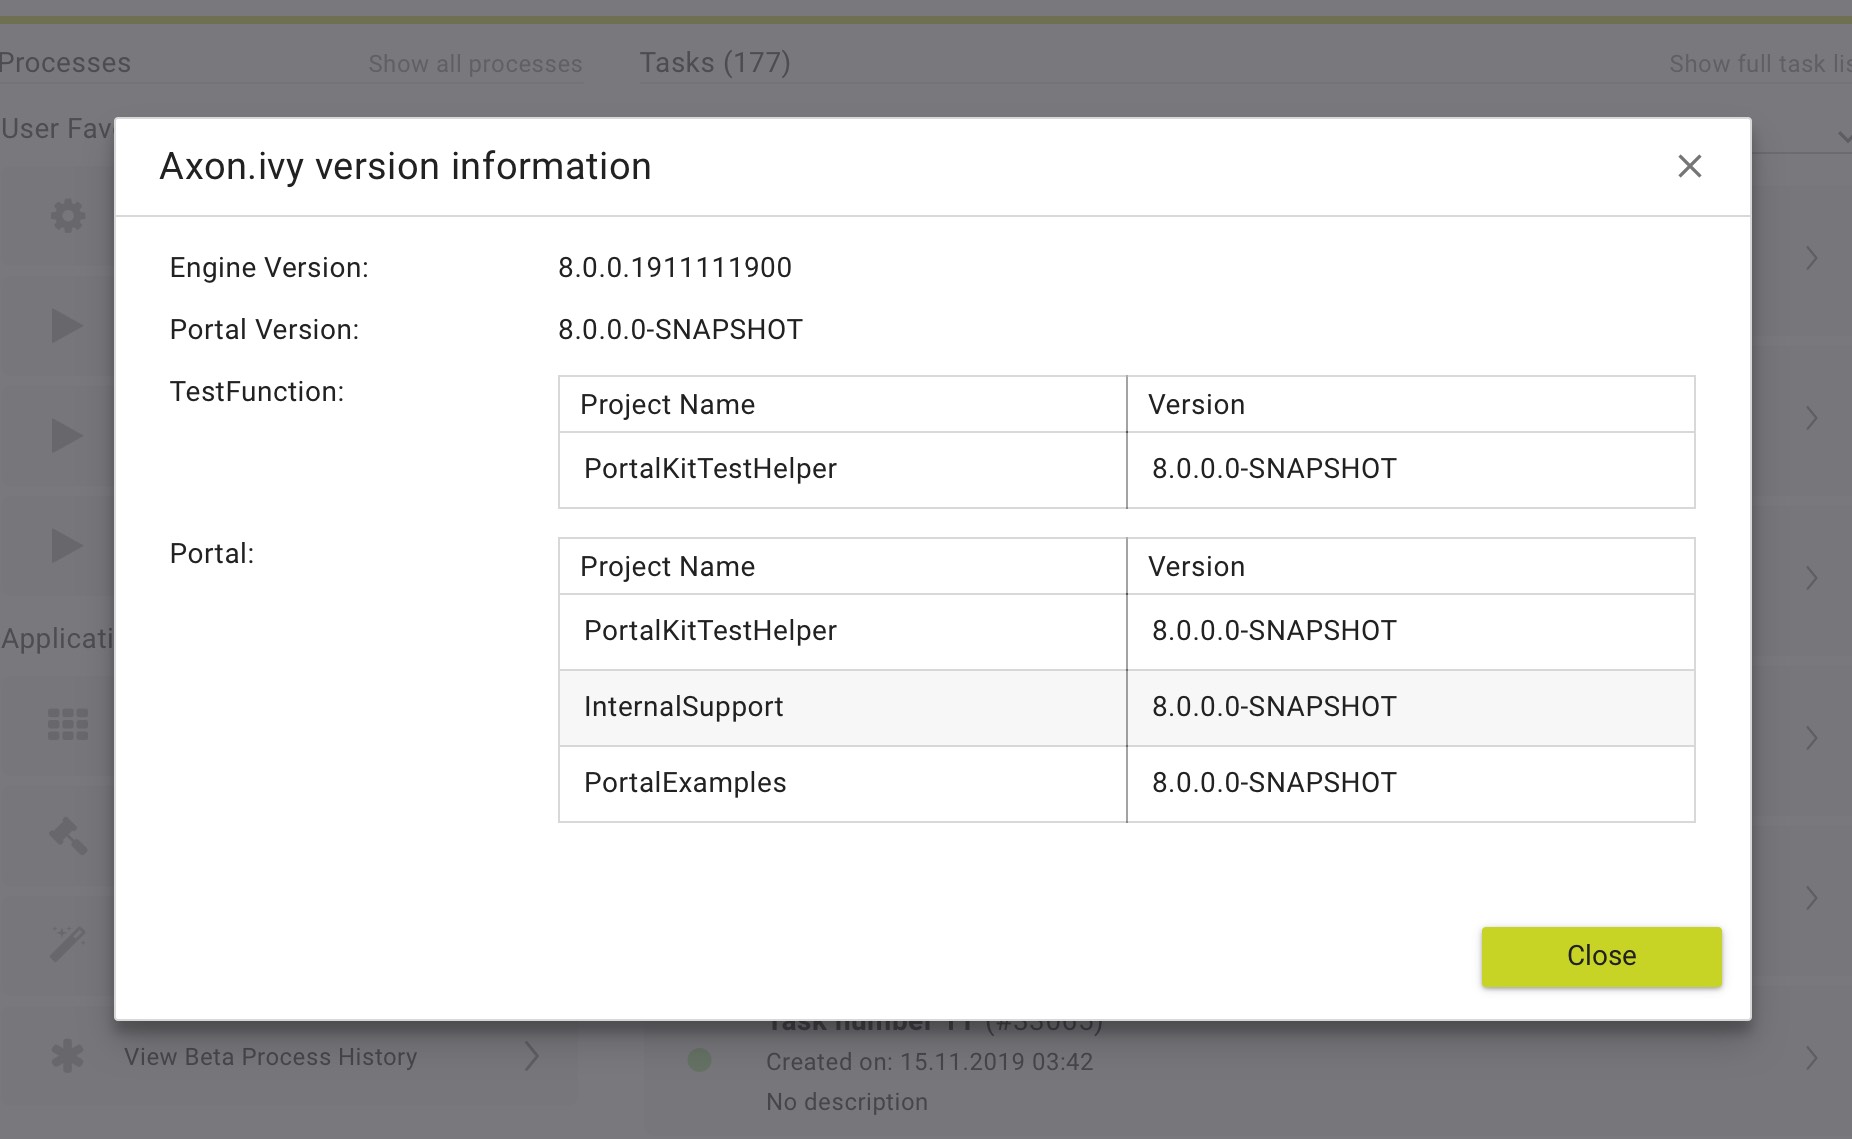 Processes
Show all processes
Tasks (177)
Show full task
User
Axon.ivy version information
Engine Version: 8.0.0.1911111900
Portal Version: 8.0.0.0-SNAPSHOT
TestFunction:
Project Name Version
PortalKitTestHelper 8.0.0.0-SNAPSHOT
Portal:
Project Name Version
PortalKitTestHelper 8.0.0.0-SNAPSHOT
InternalSupport 8.0.0.0-SNAPSHOT
PortalExamples 8.0.0.0-SNAPSHOT
Close
View Beta Process History
Task number 11
Created on: 15.11.2019 03:42
No description